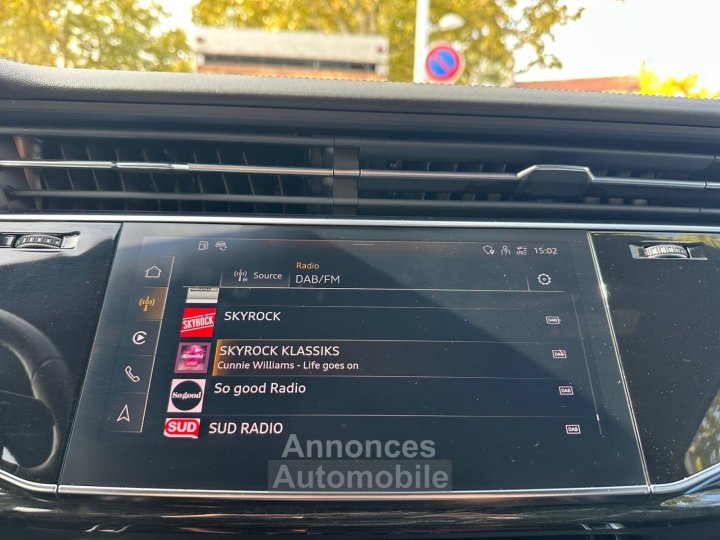 15:02
Radio
Source DAB/FM
SKYROCK
SKYROCK
DAB
SKYROCK KLASSIKS
Cunnie Williams - Life goes on
Klassiks
DAB
So good Radio
Sogood
DAB
SUD
SUD RADIO
DAB
Annonces
Automobile